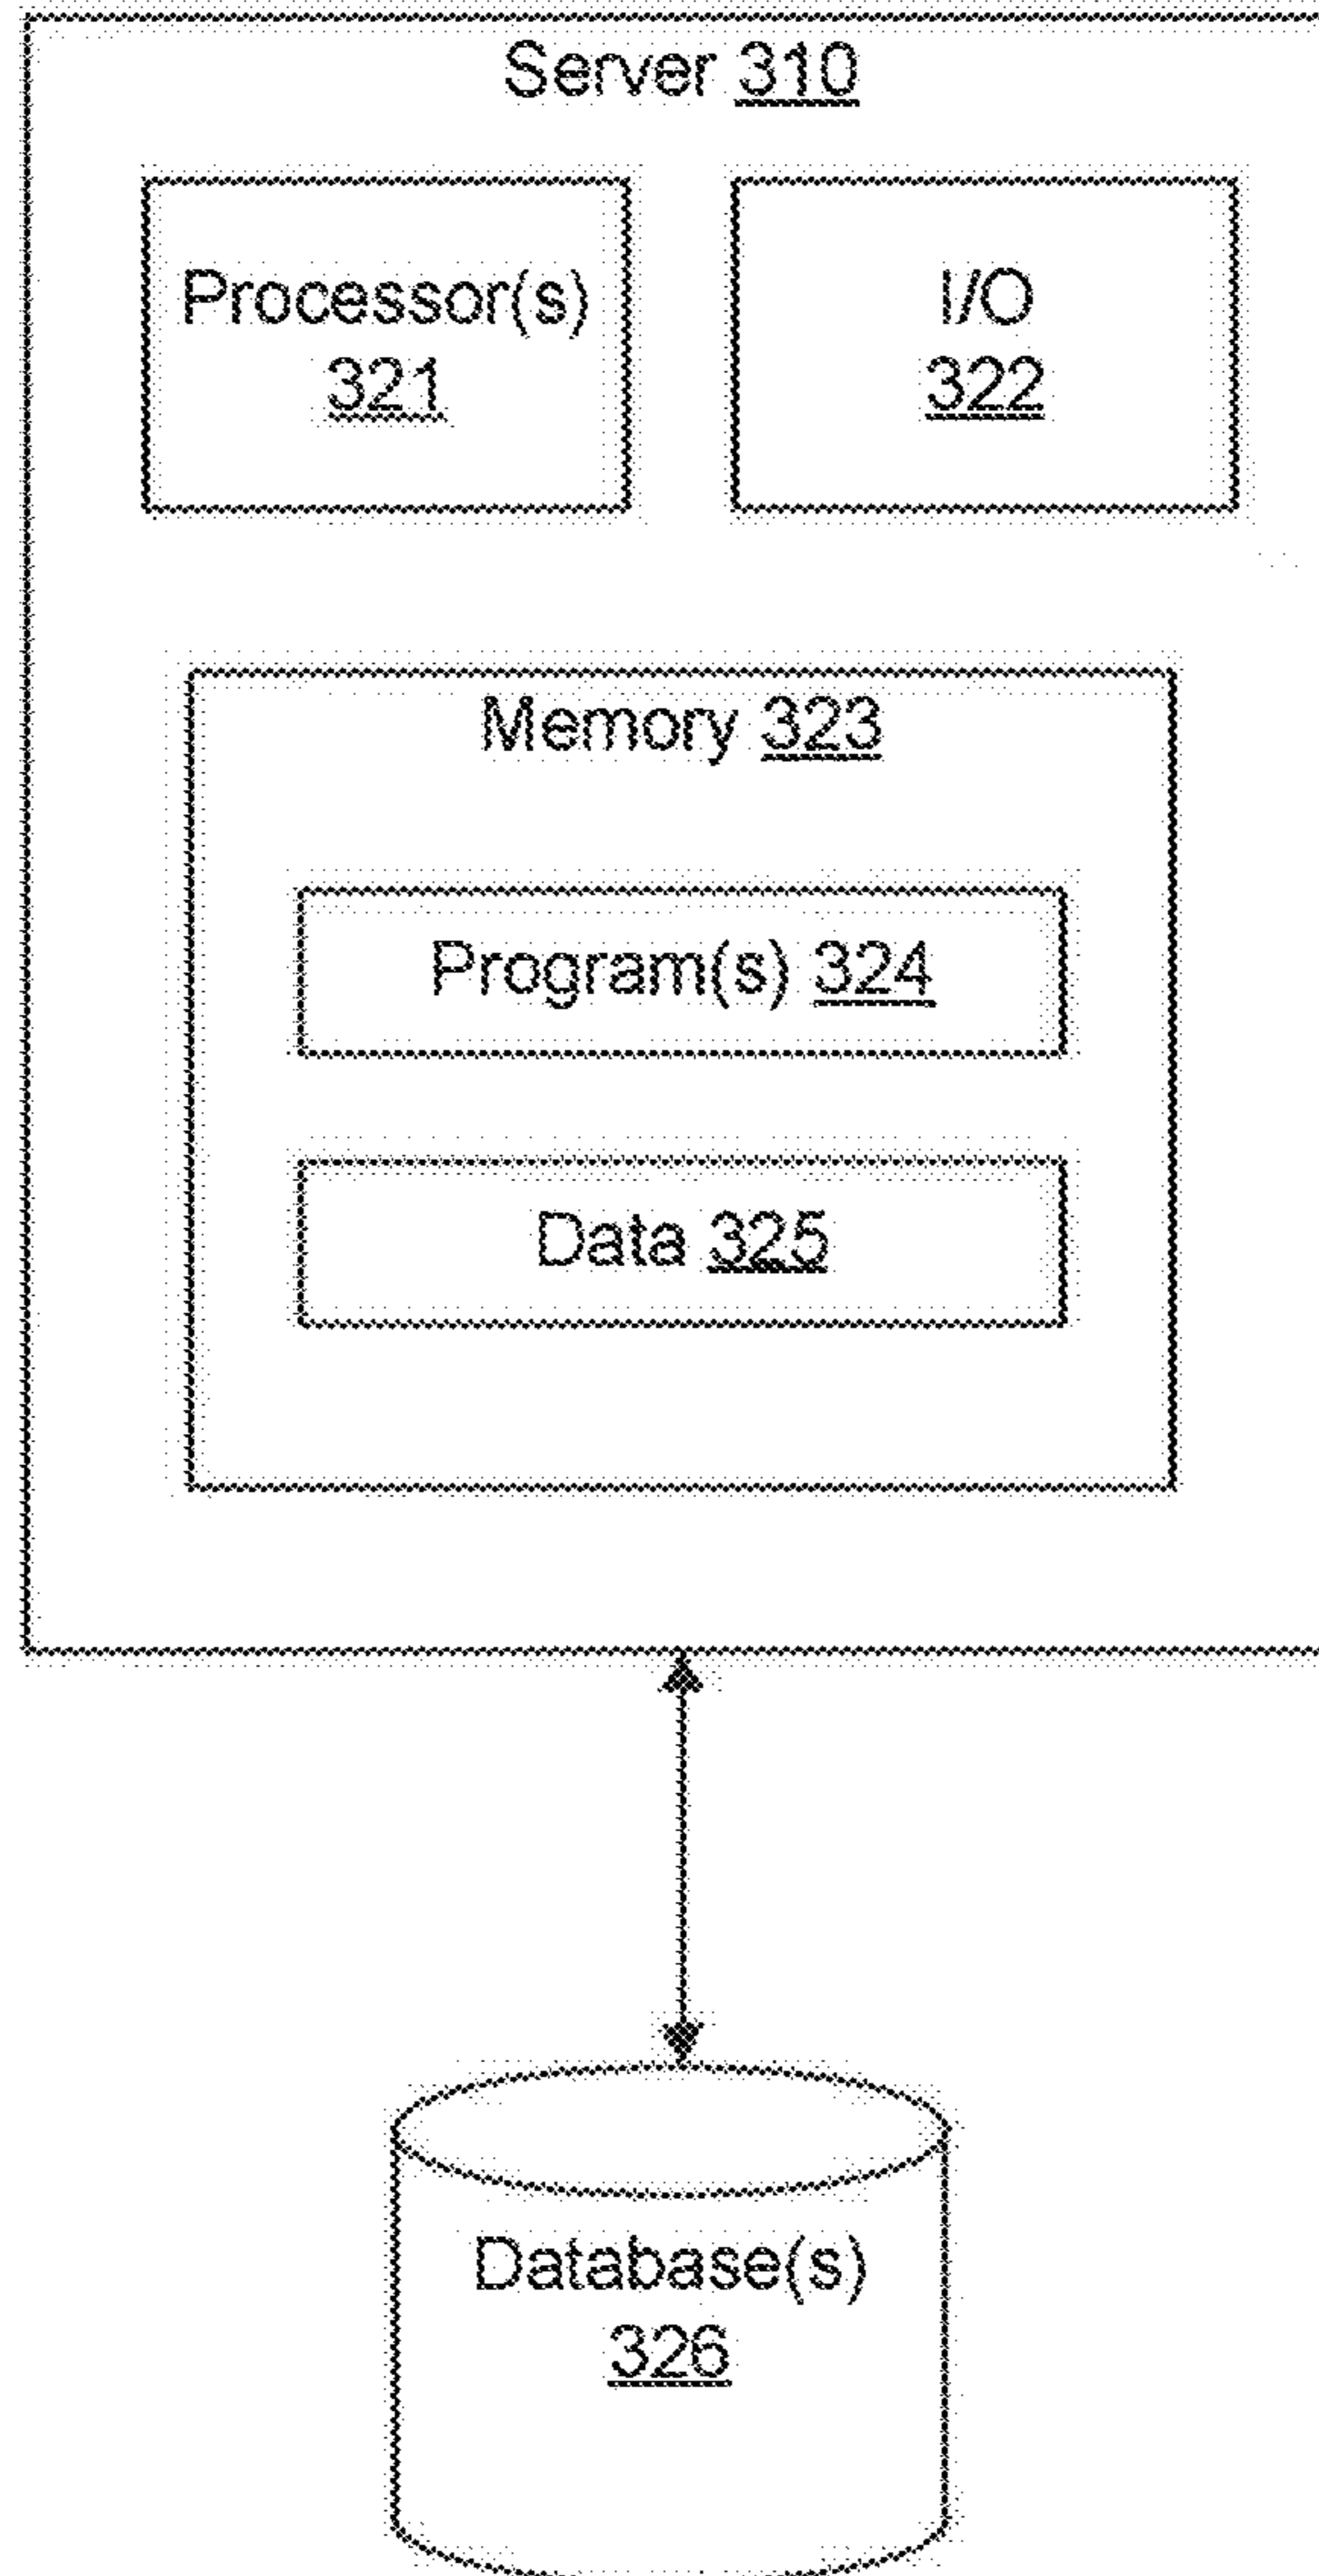 Server 310
Processor(s)
321
I/O
322
Memory 323
Program(s) 324
Data 325
Database(s)
326